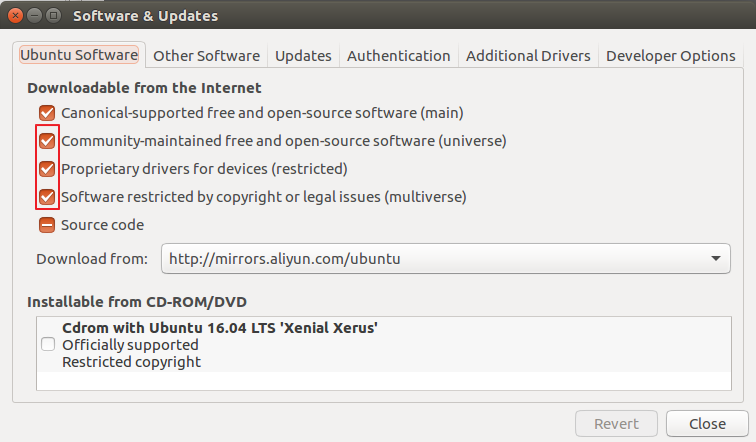 Software & Updates
Ubuntu Software Other Software Updates Authentication Additional Drivers Developer Options
Downloadable from the Internet
Canonical-supported free and open-source software (main)
Community-maintained free and open-source software (universe)
Proprietary drivers for devices (restricted)
Software restricted by copyright or legal issues (multiverse)
Source code
Download from: http://mirrors.aliyun.com/ubuntu
Installable from CD-ROM/DVD
Cdrom with Ubuntu 16.04 LTS 'Xenial Xerus'
Officially supported
Restricted copyright
Revert Close